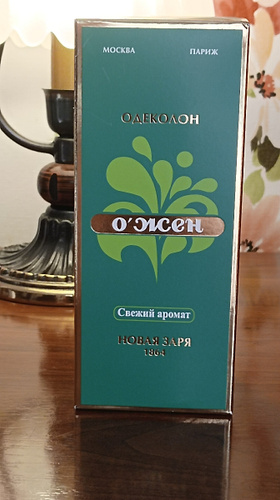 МОСКВА ПАРИЖ
ОДЕКОЛОН
О'ЖЕН
Свежий аромат
НОВАЯ ЗАРЯ
1864